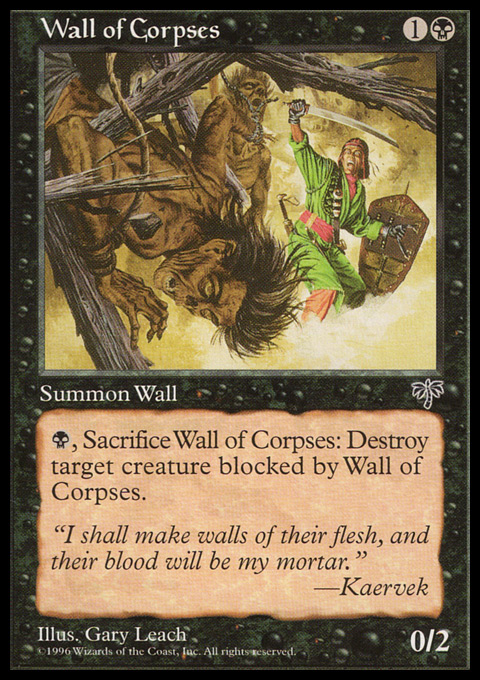 Wall of Corpses 1
Summon Wall
, Sacrifice Wall of Corpses: Destroy
target creature blocked by Wall of
Corpses.
“I shall make walls of their flesh, and
their blood will be my mortar.”
—Kaervek
Illus. Gary Leach
©1996 Wizards of the Coast, Inc. All rights reserved.
0/2